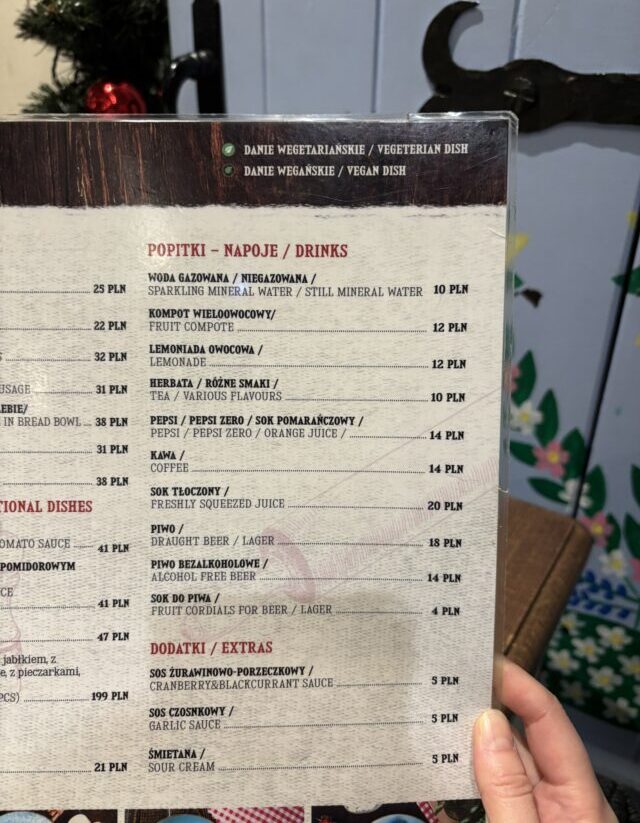 DANIE WEGETARIAŃSKIE / VEGETERIAN DISH
DANIE WEGAŃSKIE / VEGAN DISH
25 PLN
22 PLN
32 PLN
USAGE 31 PLN
LEBIE/
IN BREAD BOWL 38 PLN
31 PLN
38 PLN
TIONAL DISHES
OMATO SAUCE 41 PLN
POMIDOROWYM
CE
41 PLN
47 PLN
jabłkiem, z
e, z pieczarkami,
PCS) 199 PLN
21 PLN
POPITKI – NAPOJE / DRINKS
WODA GAZOWANA / NIEGAZOWANA /
SPARKLING MINERAL WATER / STILL MINERAL WATER 10 PLN
KOMPOT WIELOOWOCOWY/
FRUIT COMPOTE 12 PLN
LEMONIADA OWOCOWA /
LEMONADE 12 PLN
HERBATA / RÓŻNE SMAKI /
TEA / VARIOUS FLAVOURS 10 PLN
PEPSI / PEPSI ZERO / SOK POMARAŃCZOWY /
PEPSI / PEPSI ZERO / ORANGE JUICE / 14 PLN
KAWA /
COFFEE 14 PLN
SOK TŁOCZONY /
FRESHLY SQUEEZED JUICE 20 PLN
PIWO /
DRAUGHT BEER / LAGER 18 PLN
PIWO BEZALKOHOLOWE /
ALCOHOL FREE BEER 14 PLN
SOK DO PIWA /
FRUIT CORDIALS FOR BEER / LAGER 4 PLN
DODATKI / EXTRAS
SOS ŻURAWINOWO-PORZECZKOWY /
CRANBERRY&BLACKCURRANT SAUCE 5 PLN
SOS CZOSNKOWY /
GARLIC SAUCE 5 PLN
ŚMIETANA /
SOUR CREAM 5 PLN